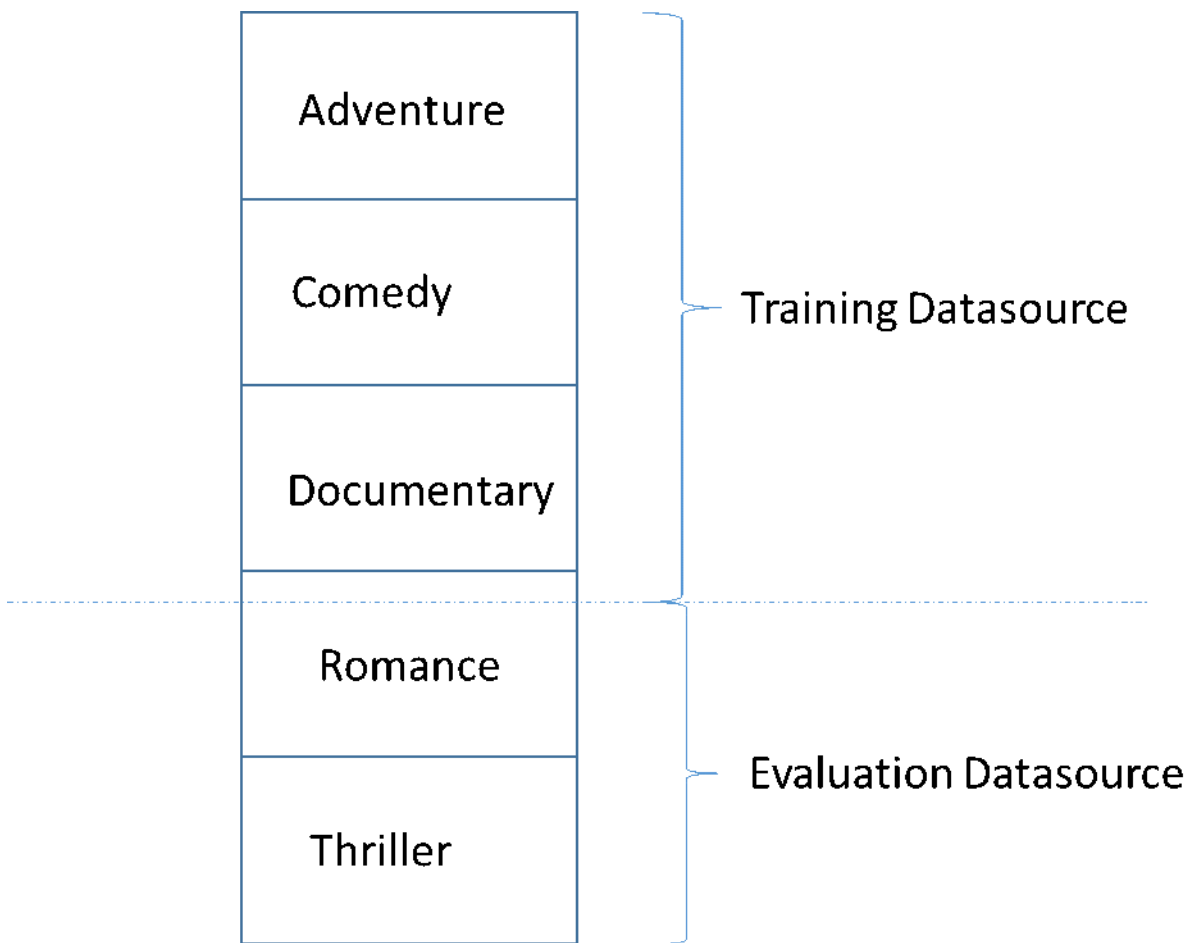 Adventure
Comedy
Training Datasource
Documentary
Romance
Evaluation Datasource
Thriller